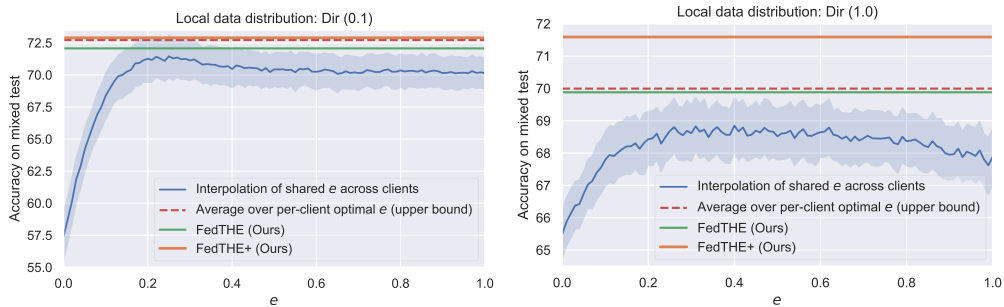 Local data distribution: Dir (0.1)
Accuracy on mixed test
72.5
70.0
67.5
65.0
62.5
60.0
57.5
55.0
0.0 0.2 0.4 0.6 0.8 1.0
e
Interpolation of shared e across clients
Average over per-client optimal e (upper bound)
FedTHE (Ours)
FedTHE+ (Ours)
Local data distribution: Dir (1.0)
Accuracy on mixed test
72
71
70
69
68
67
66
65
0.0 0.2 0.4 0.6 0.8 1.0
e
Interpolation of shared e across clients
Average over per-client optimal e (upper bound)
FedTHE (Ours)
FedTHE+ (Ours)